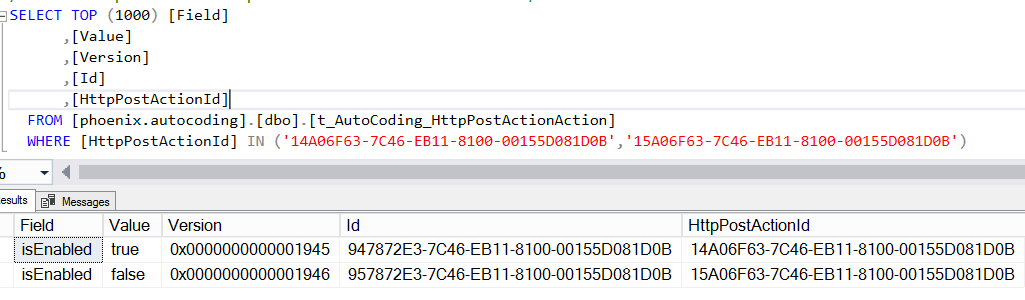 SELECT TOP (1000) [Field]
,[Value]
,[Version]
,[Id]
,[HttpPostActionId]
FROM [phoenix.autocoding].[dbo].[t_AutoCoding_HttpPostActionAction]
WHERE [HttpPostActionId] IN ('14A06F63-7C46-EB11-8100-00155D081D0B','15A06F63-7C46-EB11-8100-00155D081D0B')
%
esults Messages
Field Value Version Id HttpPostActionId
isEnabled true 0x0000000000001945 947872E3-7C46-EB11-8100-00155D081D0B 14A06F63-7C46-EB11-8100-00155D081D0B
isEnabled false 0x0000000000001946 957872E3-7C46-EB11-8100-00155D081D0B 15A06F63-7C46-EB11-8100-00155D081D0B